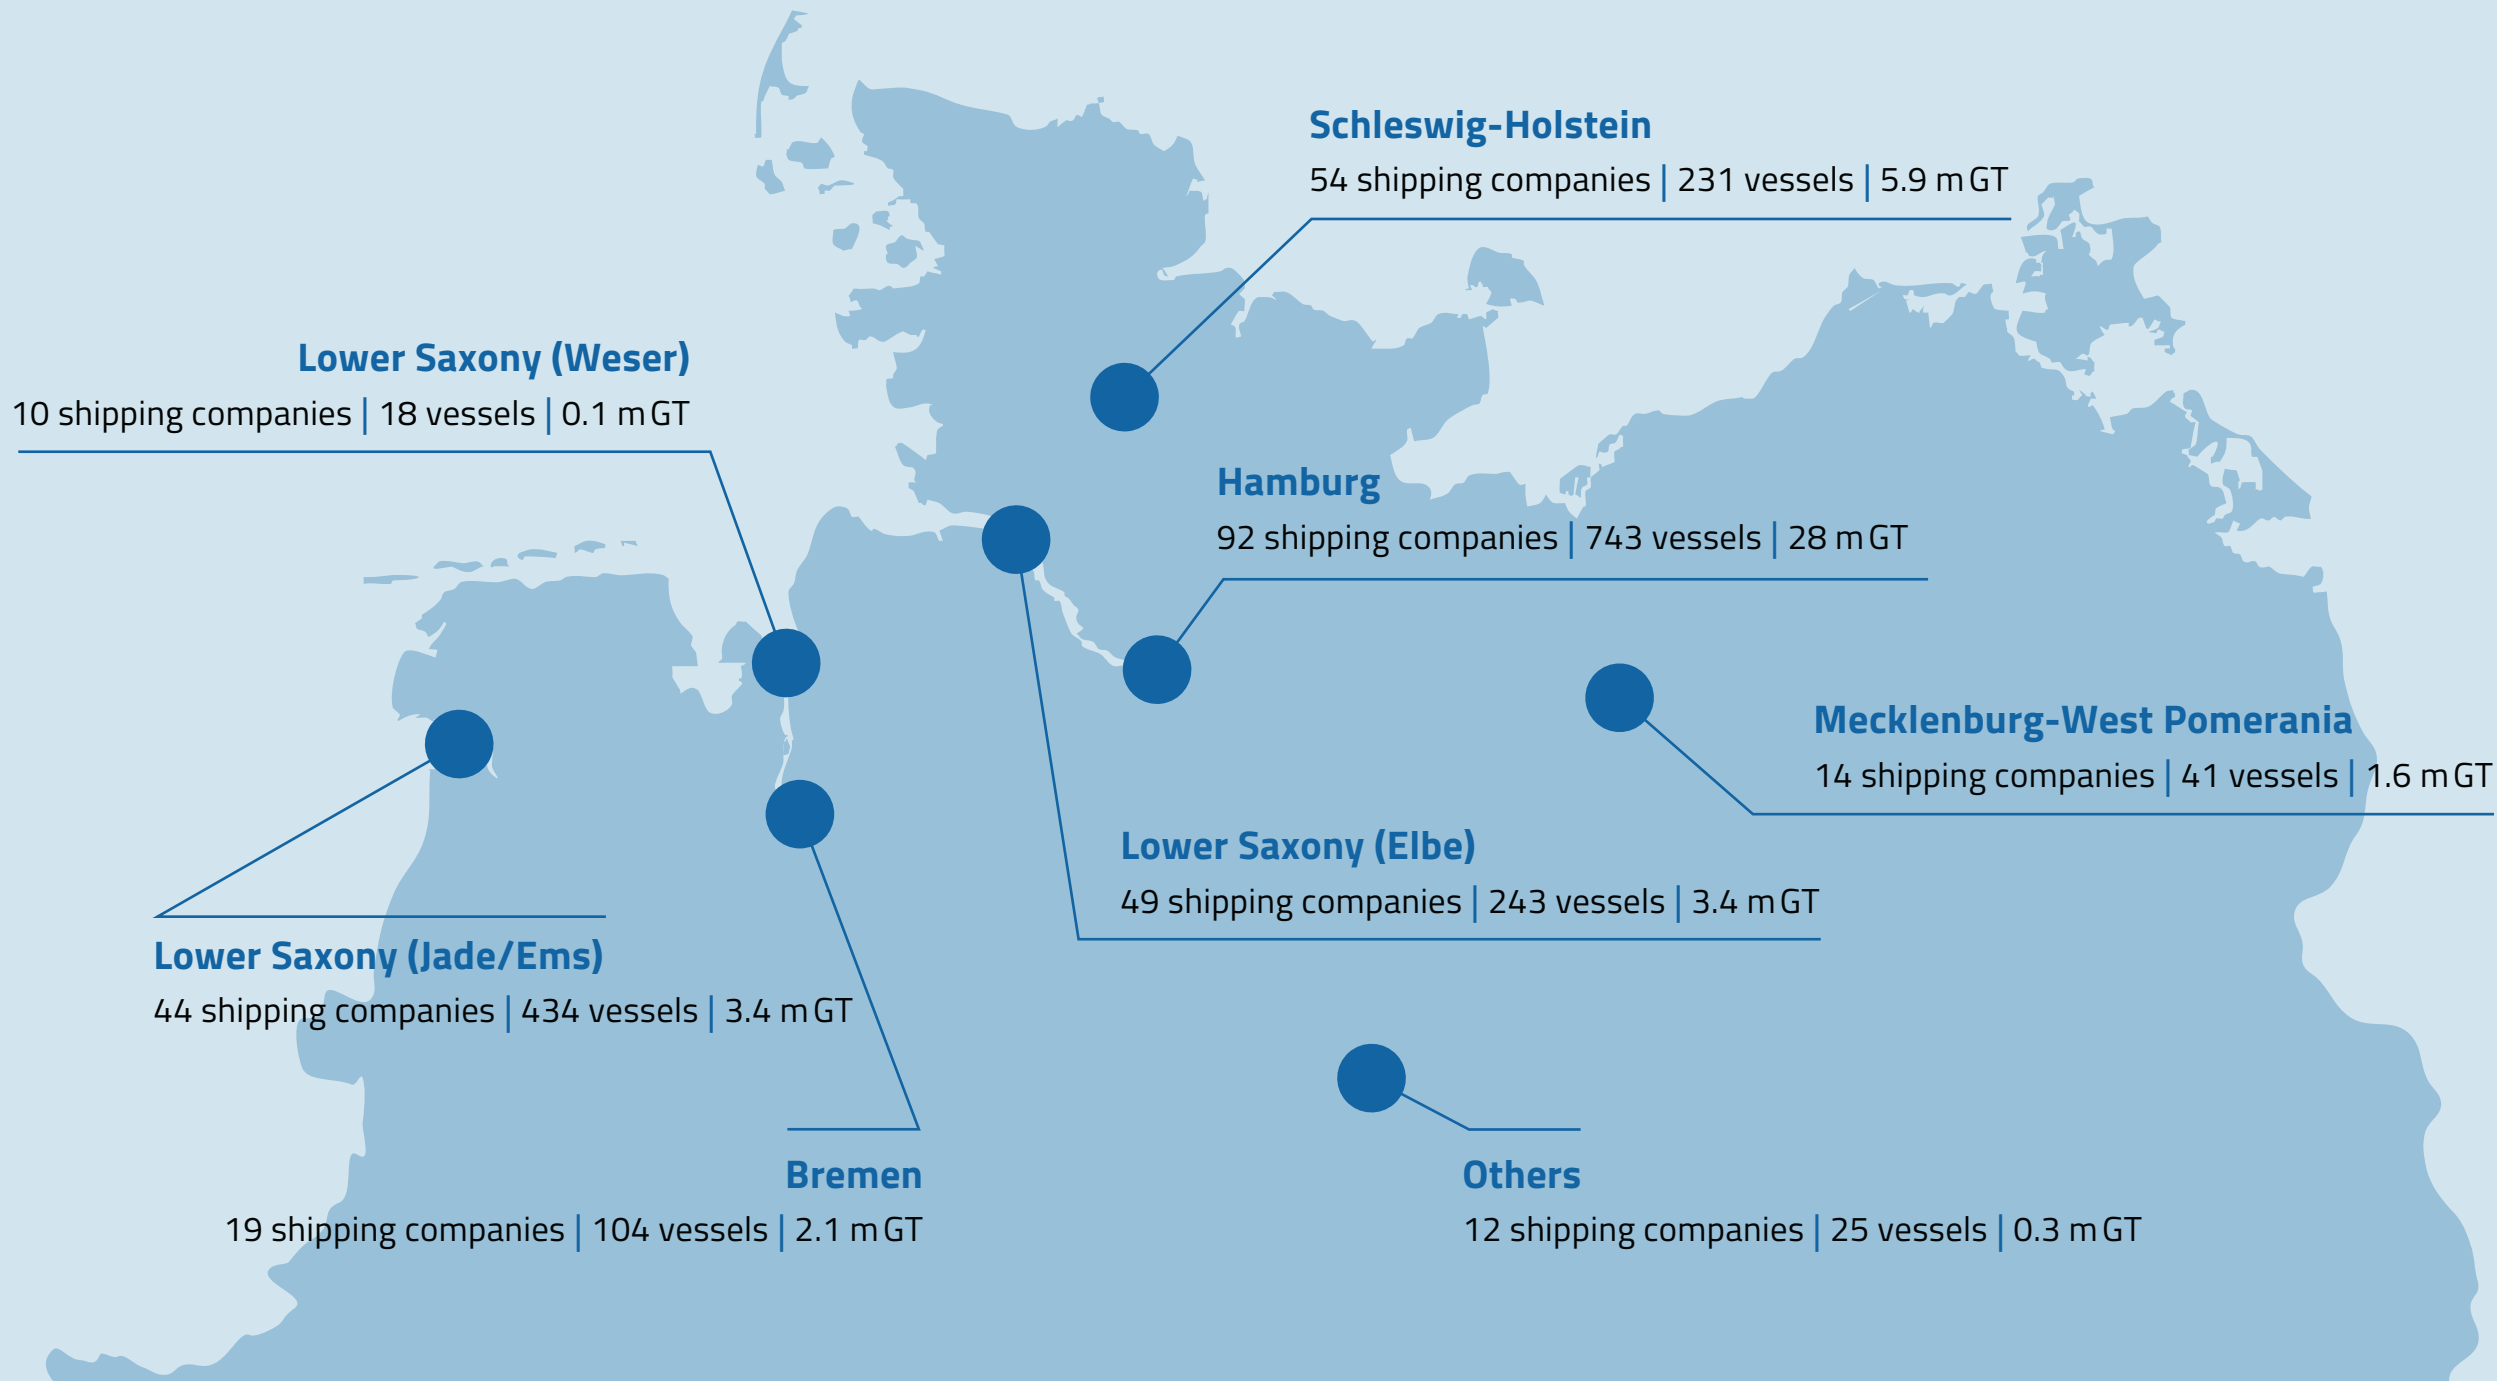 Schleswig-Holstein
54 shipping companies | 231 vessels | 5.9 m GT
Lower Saxony (Weser)
10 shipping companies | 18 vessels | 0.1 m GT
Hamburg
92 shipping companies | 743 vessels | 28 m GT
Mecklenburg-West Pomerania
14 shipping companies | 41 vessels | 1.6 m GT
Lower Saxony (Elbe)
49 shipping companies | 243 vessels | 3.4 m GT
Lower Saxony (Jade/Ems)
44 shipping companies | 434 vessels | 3.4 m GT
Bremen
19 shipping companies | 104 vessels | 2.1 m GT
Others
12 shipping companies | 25 vessels | 0.3 m GT